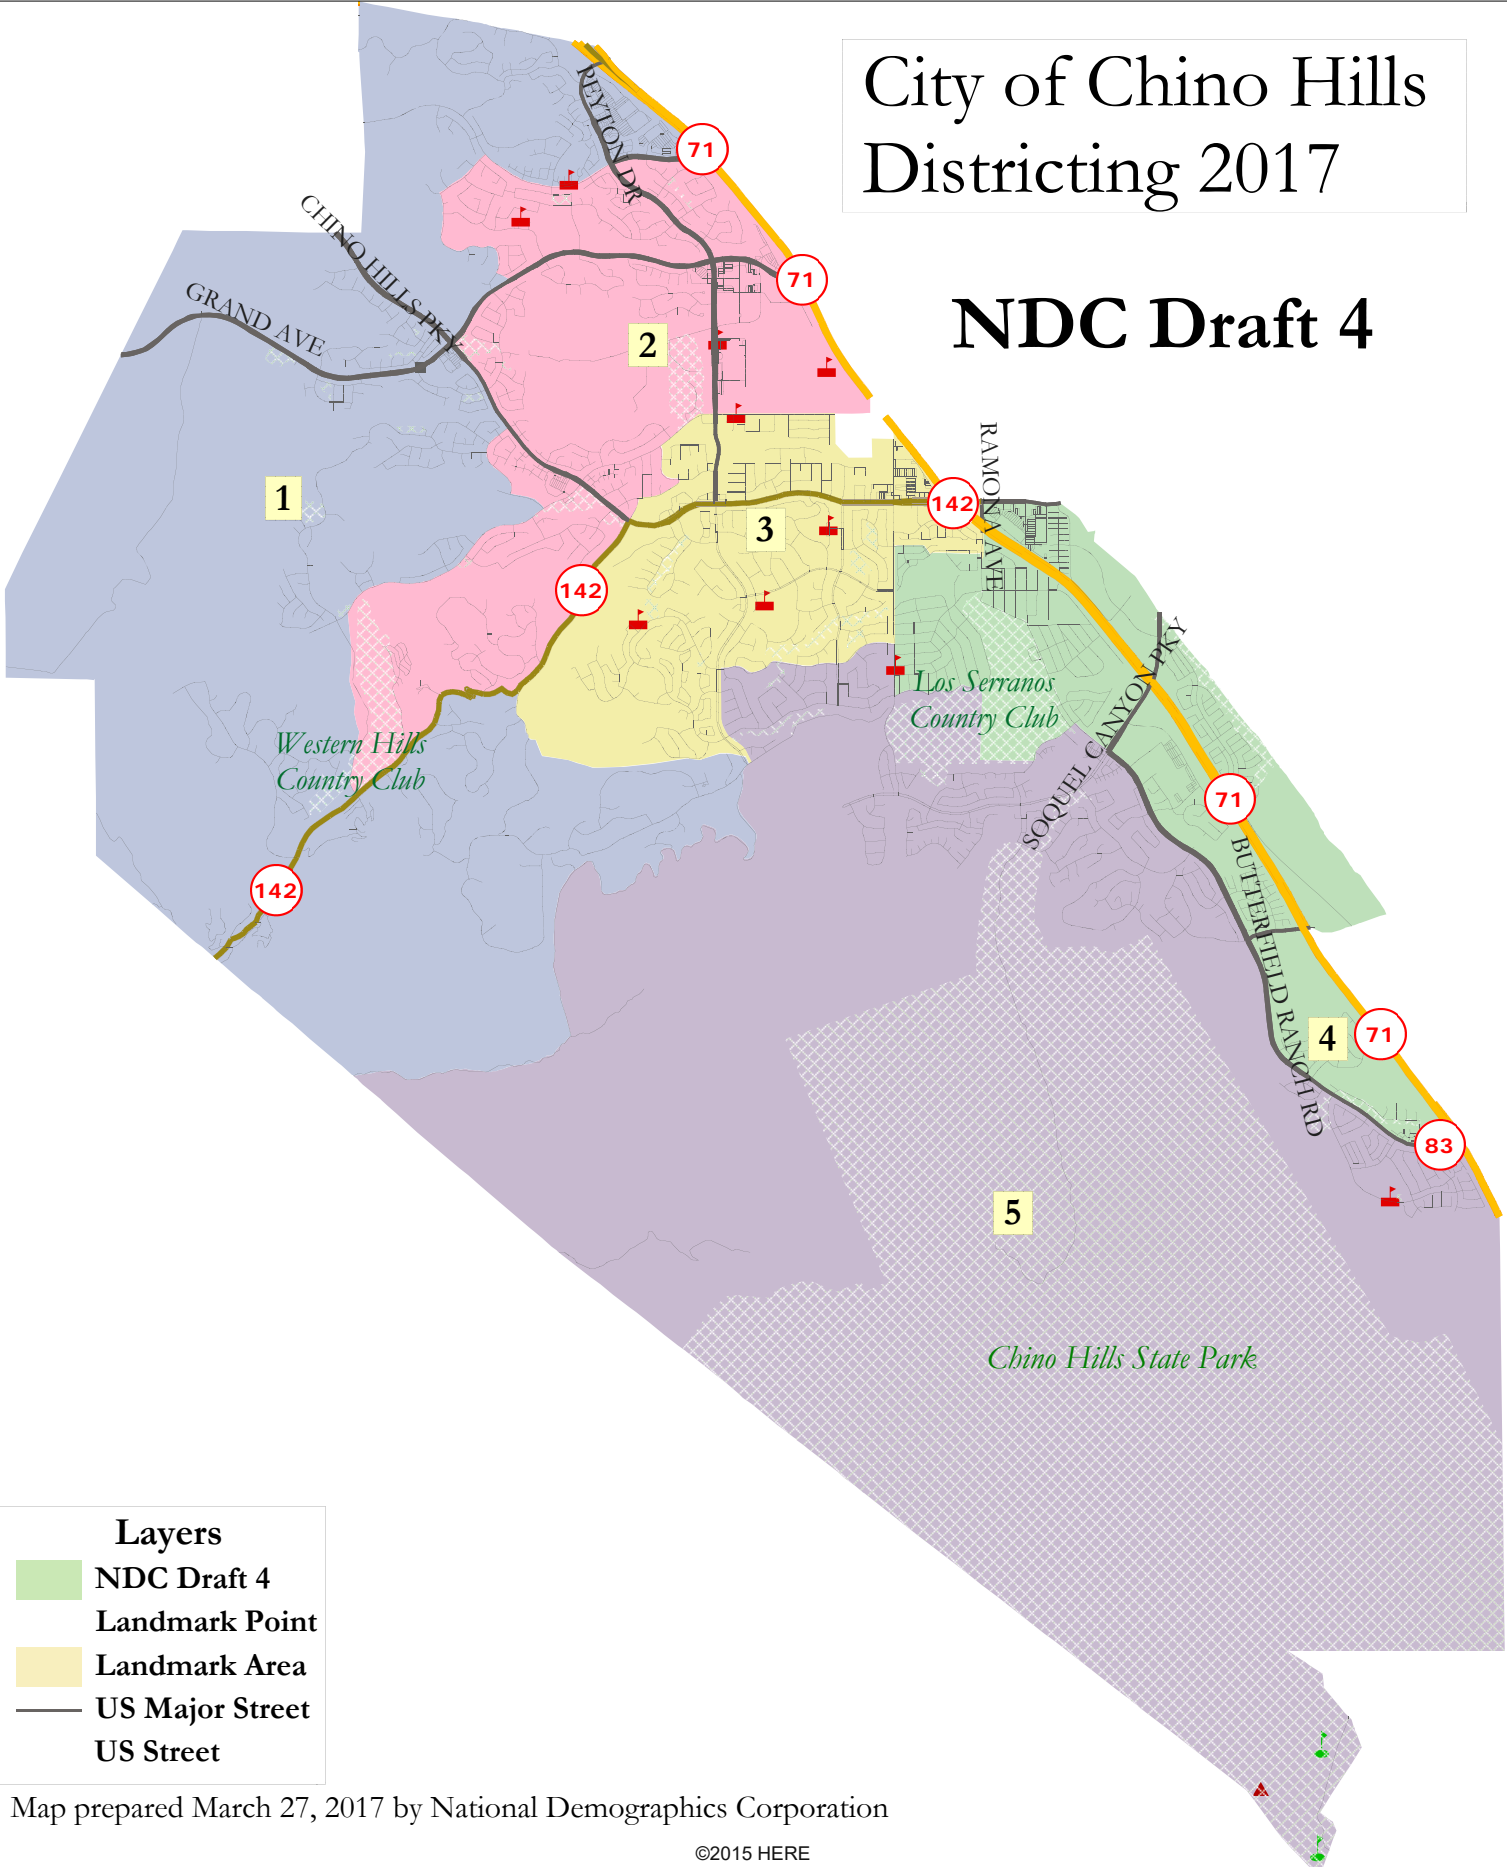 City of Chino Hills
Districting 2017
NDC Draft 4
PEYTON DR
71
CHINO HILLS PKY
71
GRAND AVE
2
RAMONA AVE
1
142
3
142
SOQUEL CANYON PKY
Los Serranos
Country Club
Western Hills
Country Club
71
BUTTERFIELD RANCH RD
142
4
71
83
5
Chino Hills State Park
Layers
NDC Draft 4
Landmark Point
Landmark Area
US Major Street
US Street
Map prepared March 27, 2017 by National Demographics Corporation
©2015 HERE